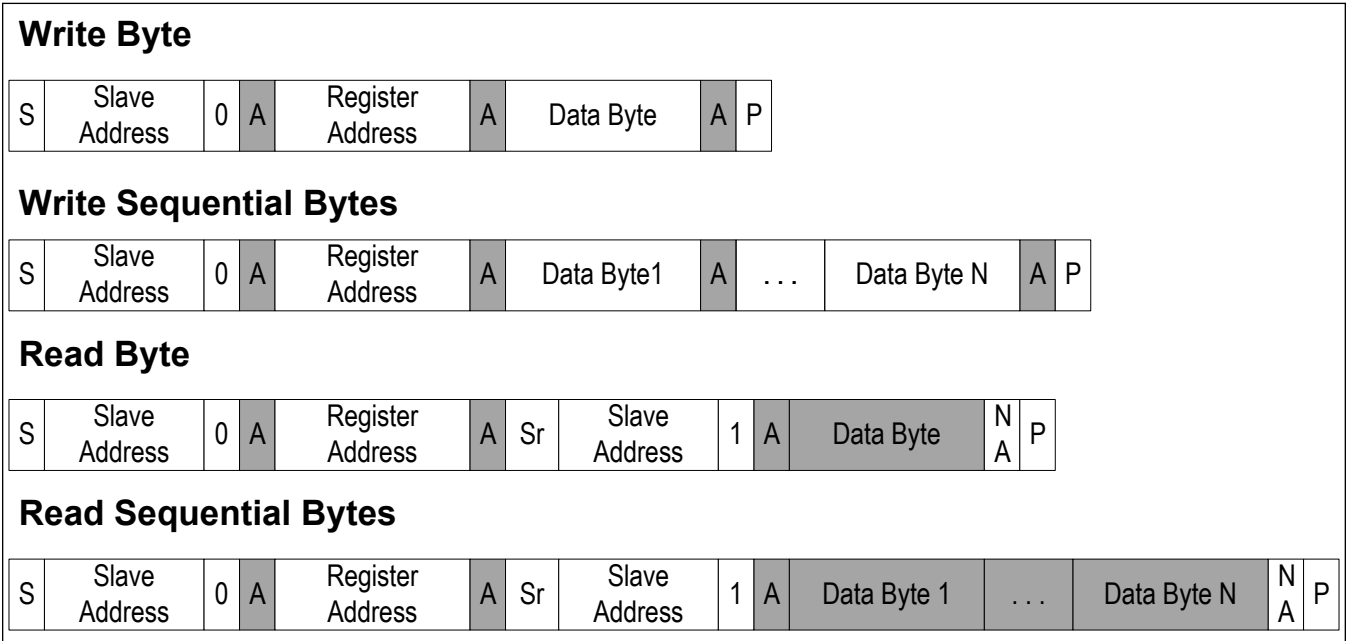 Write Byte
S Slave Address 0 A Register Address A Data Byte A P
Write Sequential Bytes
S Slave Address 0 A Register Address A Data Byte1 A . . . Data Byte N A P
Read Byte
S Slave Address 0 A Register Address A Sr Slave Address 1 A Data Byte N A P
Read Sequential Bytes
S Slave Address 0 A Register Address A Sr Slave Address 1 A Data Byte 1 . . . Data Byte N N A P